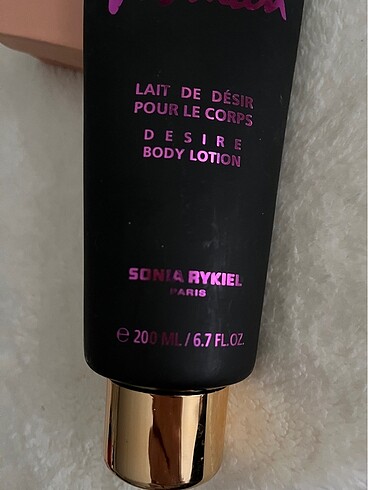 LAIT DE DÉSIR
POUR LE CORPS
DESIRE
BODY LOTION
SONIA RYKIEL
PARIS
℮ 200 ML / 6.7 FL.OZ.